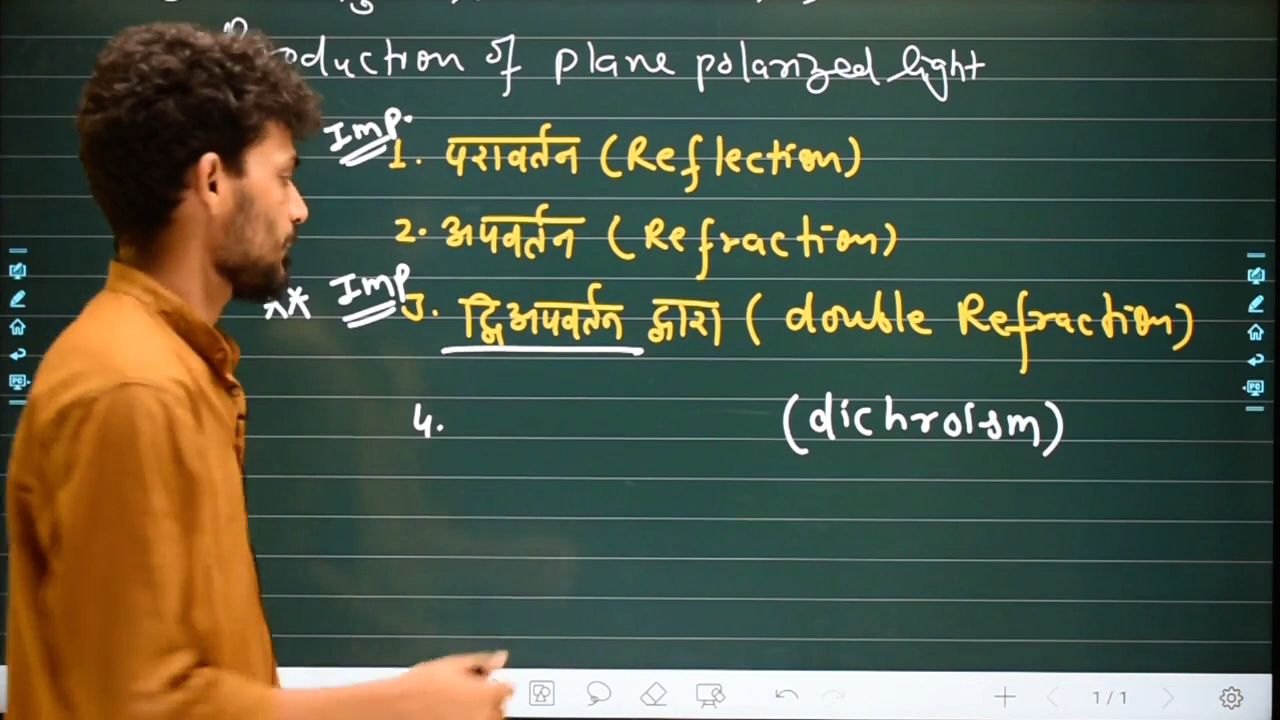 Production of plane polarized light
Imp.
1. परावर्तन (Reflection)
2. अपवर्तन (Refraction)
** Imp
3. द्विअपवर्तन द्वारा (double Refraction)
4. (dichroism)
1/1